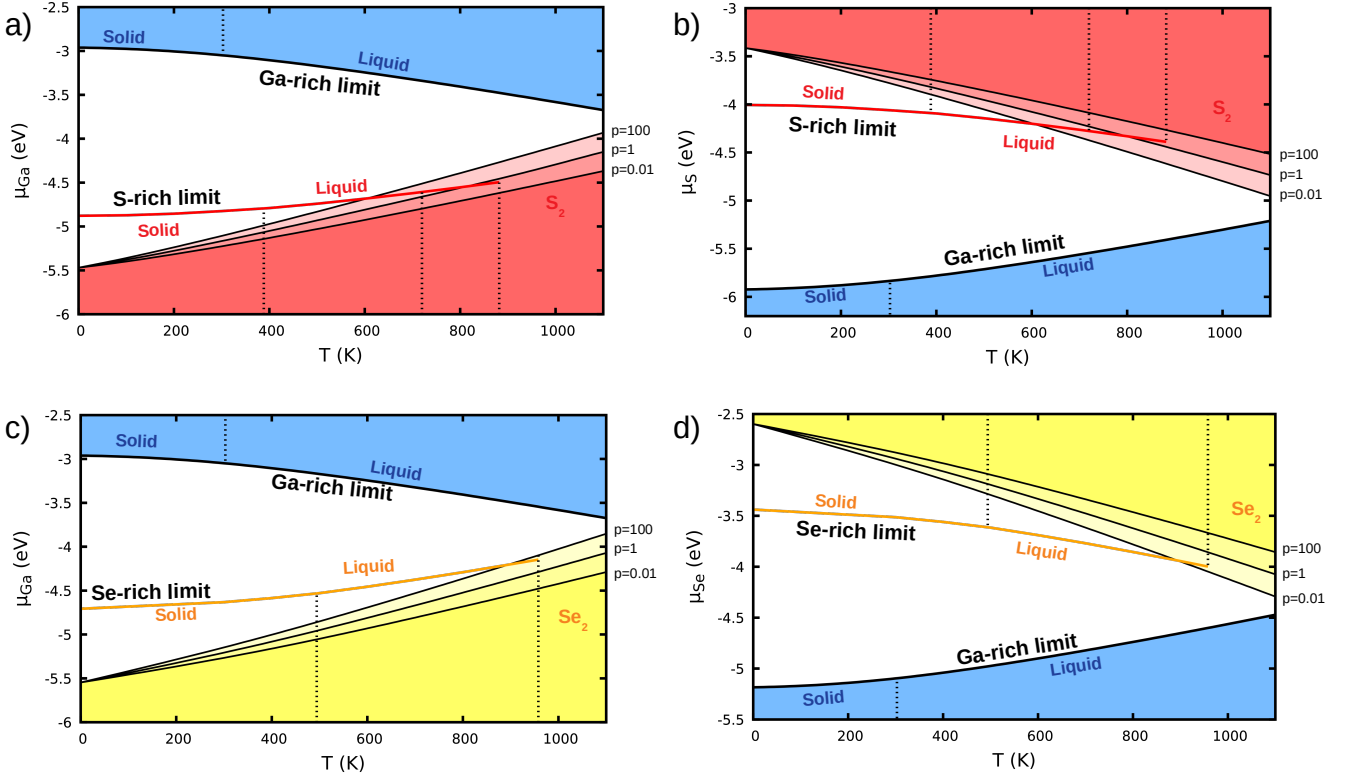 a)
μGa (eV)
-2.5
-3
-3.5
-4
-4.5
-5
-5.5
-6
Solid
Liquid
Ga-rich limit
S-rich limit
Liquid
Solid
S2
p=100
p=1
p=0.01
0 200 400 600 800 1000
T (K)
b)
μS (eV)
-3
-3.5
-4
-4.5
-5
-5.5
-6
Solid
S-rich limit
Liquid
S2
p=100
p=1
p=0.01
Ga-rich limit
Liquid
Solid
0 200 400 600 800 1000
T (K)
c)
μGa (eV)
-2.5
-3
-3.5
-4
-4.5
-5
-5.5
-6
Solid
Liquid
Ga-rich limit
Liquid
Se-rich limit
Solid
Se2
p=100
p=1
p=0.01
0 200 400 600 800 1000
T (K)
d)
μSe (eV)
-2.5
-3
-3.5
-4
-4.5
-5
-5.5
Solid
Se-rich limit
Liquid
Se2
p=100
p=1
p=0.01
Ga-rich limit
Liquid
Solid
0 200 400 600 800 1000
T (K)